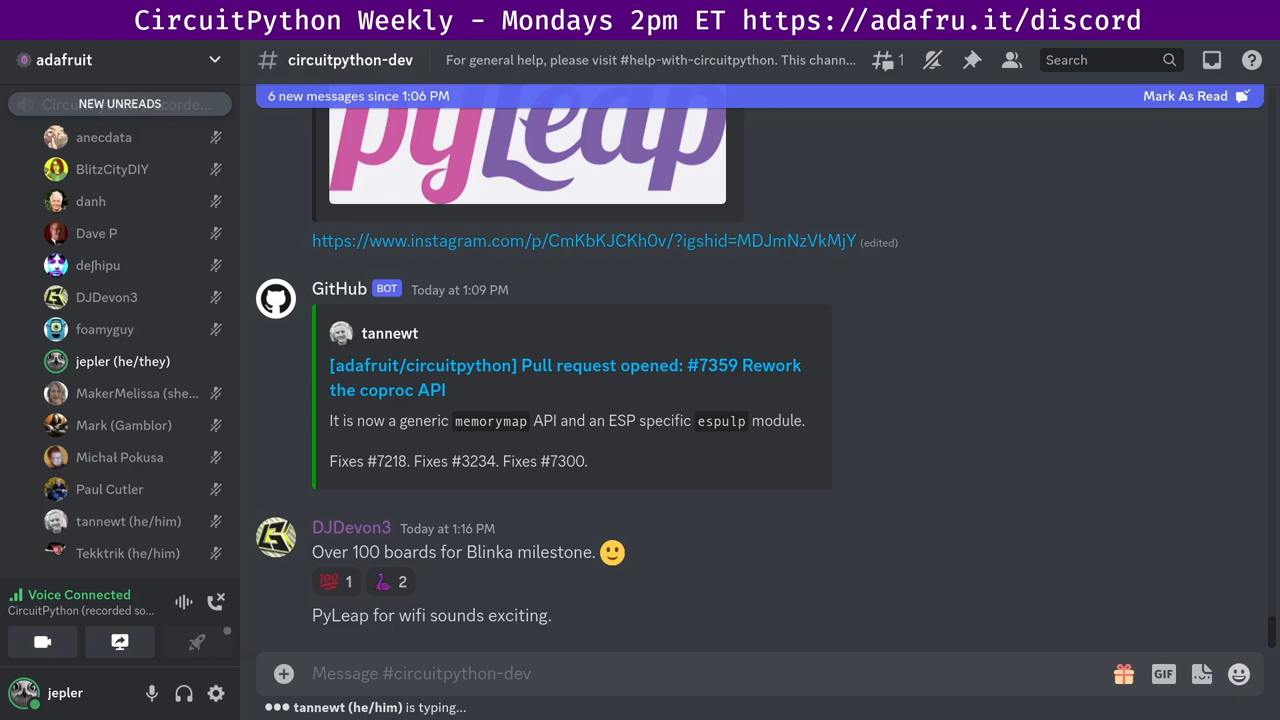 CircuitPython Weekly - Mondays 2pm ET https://adafru.it/discord
adafruit
circuitpython-dev
For general help, please visit #help-with-circuitpython. This chann...
1
Search
NEW UNREADS
6 new messages since 1:06 PM
Mark As Read
anecdata
BlitzCityDIY
danh
Dave P
deʃhipu
DJDevon3
foamyguy
jepler (he/they)
MakerMelissa (she...
Mark (Gamblor)
Michał Pokusa
Paul Cutler
tannewt (he/him)
Tekktrik (he/him)
Voice Connected
CircuitPython (recorded so...
jepler
pyLeap
https://www.instagram.com/p/CmKbKJCKh0v/?igshid=MDJmNzVkMjY (edited)
GitHub BOT Today at 1:09 PM
tannewt
[adafruit/circuitpython] Pull request opened: #7359 Rework
the coproc API
It is now a generic memorymap API and an ESP specific espulp module.
Fixes #7218. Fixes #3234. Fixes #7300.
DJDevon3 Today at 1:16 PM
Over 100 boards for Blinka milestone. 🙂
💯 1 2
PyLeap for wifi sounds exciting.
Message #circuitpython-dev
GIF
tannewt (he/him) is typing...